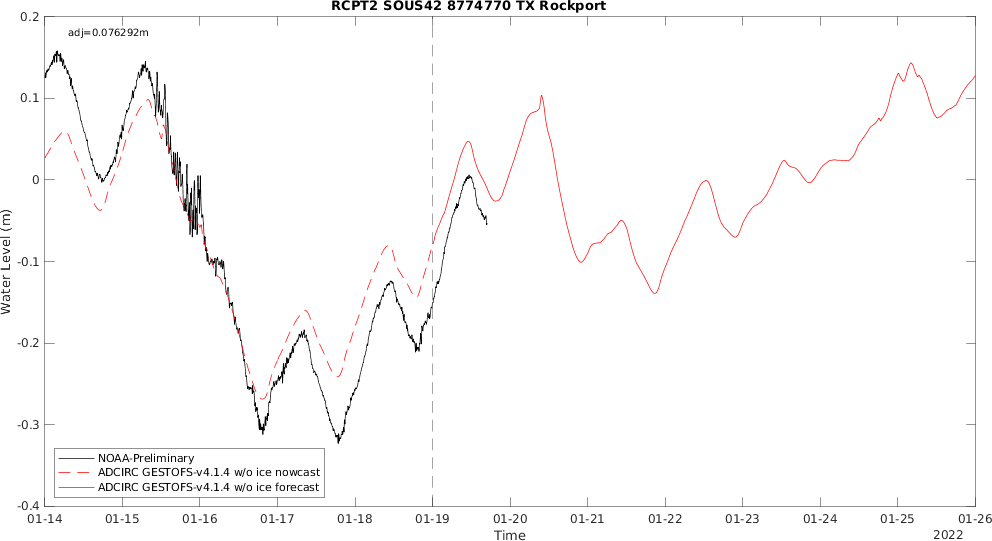 RCPT2 SOUS42 8774770 TX Rockport
adj=0.076292m
0.2
0.1
0
-0.1
-0.2
-0.3
-0.4
Water Level (m)
NOAA-Preliminary
ADCIRC GESTOFS-v4.1.4 w/o ice nowcast
ADCIRC GESTOFS-v4.1.4 w/o ice forecast
01-14 01-15 01-16 01-17 01-18 01-19 01-20 01-21 01-22 01-23 01-24 01-25 01-26
Time
2022